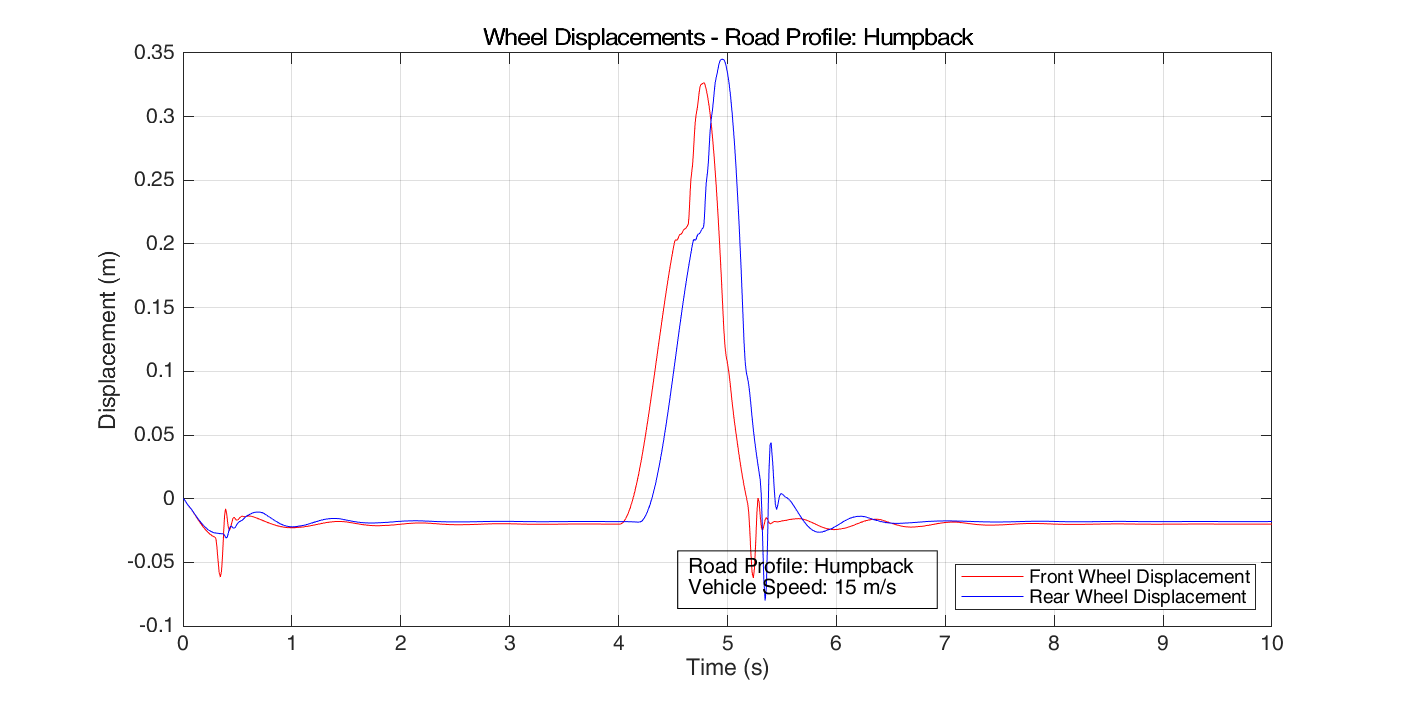 Wheel Displacements - Road Profile: Humpback
0.35
0.3
0.25
0.2
0.15
0.1
0.05
0
-0.05
-0.1
Displacement (m)
0 1 2 3 4 5 6 7 8 9 10
Time (s)
Road Profile: Humpback
Vehicle Speed: 15 m/s
Front Wheel Displacement
Rear Wheel Displacement